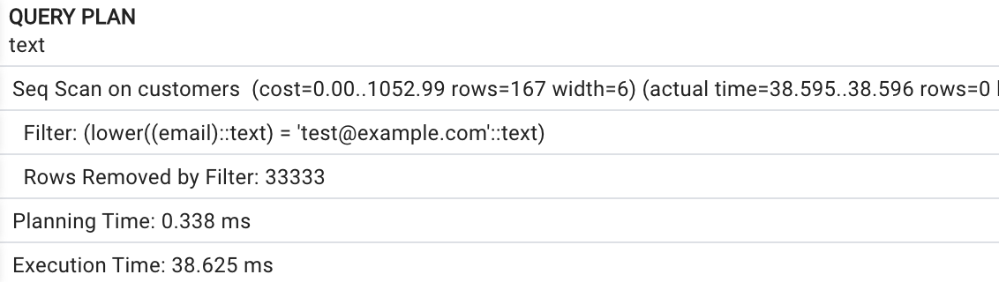 QUERY PLAN
text
Seq Scan on customers  (cost=0.00..1052.99 rows=167 width=6) (actual time=38.595..38.596 rows=0
Filter: (lower((email)::text) = 'test@example.com'::text)
Rows Removed by Filter: 33333
Planning Time: 0.338 ms
Execution Time: 38.625 ms